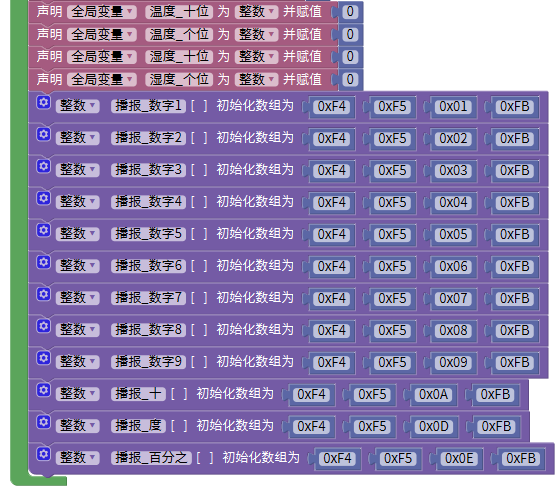 声明 全局变量 温度_十位 为 整数 并赋值 0
声明 全局变量 温度_个位 为 整数 并赋值 0
声明 全局变量 湿度_十位 为 整数 并赋值 0
声明 全局变量 湿度_个位 为 整数 并赋值 0
整数 播报_数字1 [ ] 初始化数组为 0xF4 0xF5 0x01 0xFB
整数 播报_数字2 [ ] 初始化数组为 0xF4 0xF5 0x02 0xFB
整数 播报_数字3 [ ] 初始化数组为 0xF4 0xF5 0x03 0xFB
整数 播报_数字4 [ ] 初始化数组为 0xF4 0xF5 0x04 0xFB
整数 播报_数字5 [ ] 初始化数组为 0xF4 0xF5 0x05 0xFB
整数 播报_数字6 [ ] 初始化数组为 0xF4 0xF5 0x06 0xFB
整数 播报_数字7 [ ] 初始化数组为 0xF4 0xF5 0x07 0xFB
整数 播报_数字8 [ ] 初始化数组为 0xF4 0xF5 0x08 0xFB
整数 播报_数字9 [ ] 初始化数组为 0xF4 0xF5 0x09 0xFB
整数 播报_十 [ ] 初始化数组为 0xF4 0xF5 0x0A 0xFB
整数 播报_度 [ ] 初始化数组为 0xF4 0xF5 0x0D 0xFB
整数 播报_百分之 [ ] 初始化数组为 0xF4 0xF5 0x0E 0xFB